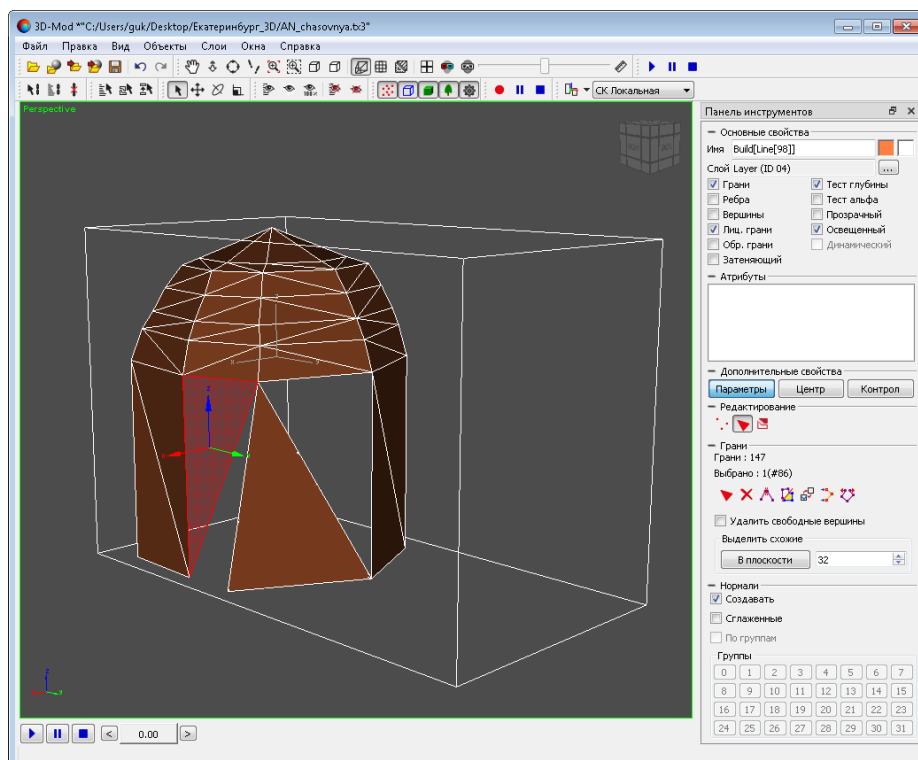 3D-Mod *"C:/Users/guk/Desktop/Екатеринбург_3D/AN_chasovnya.tx3"
Файл Правка Вид Объекты Слои Окна Справка
100%
СК Локальная
Perspective
Панель инструментов
Основные свойства
Имя Build[Line[98]]
Слой Layer (ID 04) ...
Грани Тест глубины
Ребра Тест альфа
Вершины Прозрачный
Лиц. грани Освещенный
Обр. грани Динамический
Затеняющий
Атрибуты
Дополнительные свойства
Параметры Центр Контрол
Редактирование
Грани
Грани : 147
Выбрано : 1(#86)
Удалить свободные вершины
Выделить схожие
В плоскости 32
Нормали
Создавать
Сглаженные
По группам
Группы
0 1 2 3 4 5 6 7
8 9 10 11 12 13 14 15
16 17 18 19 20 21 22 23
24 25 26 27 28 29 30 31
< 0.00 >